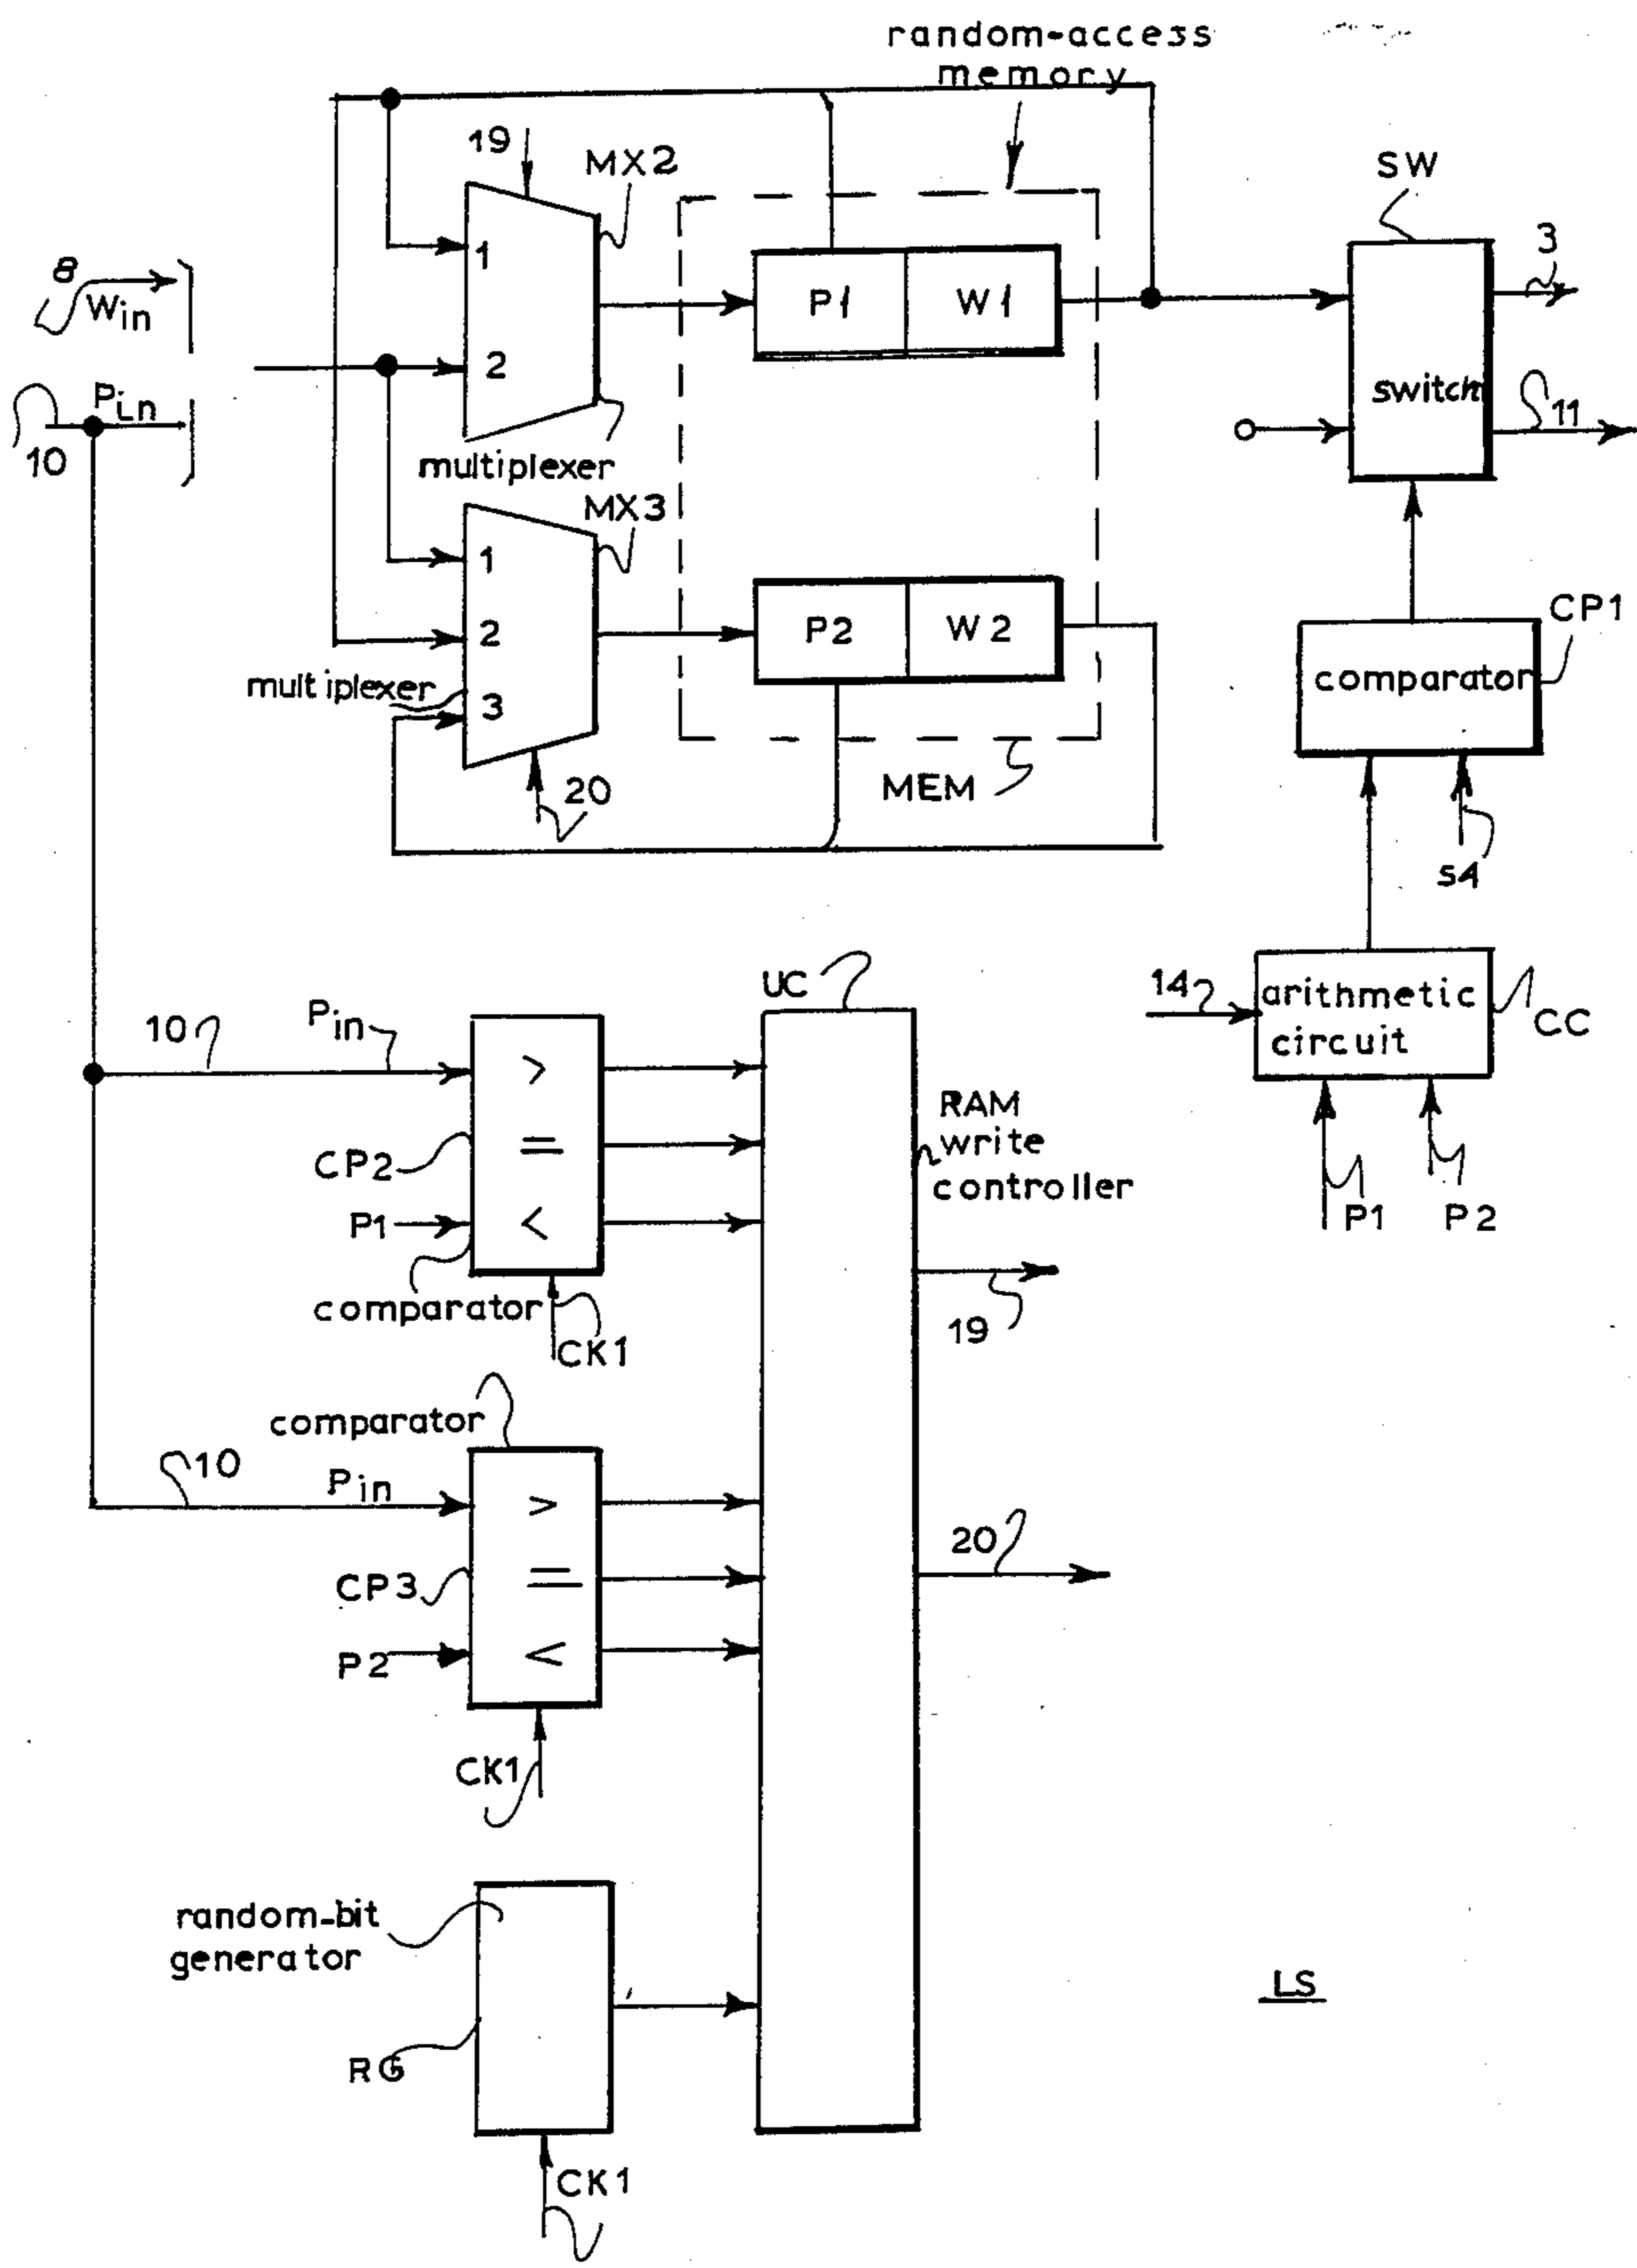 random-access
memory
19
MX2
SW
8
Win
3
1
P1 W1
2
switch
Pin
11
10
multiplexer
MX3
1
CP1
P2 W2
2
comparator
multiplexer
3
20
MEM
S4
UC
14
arithmetic
circuit
CC
10
Pin
>
RAM
write
controller
=
CP2
P1
<
P1 P2
comparator
19
CK1
comparator
10
Pin
>
20
CP3
=
P2
<
CK1
random-bit
generator
LS
RG
CK1